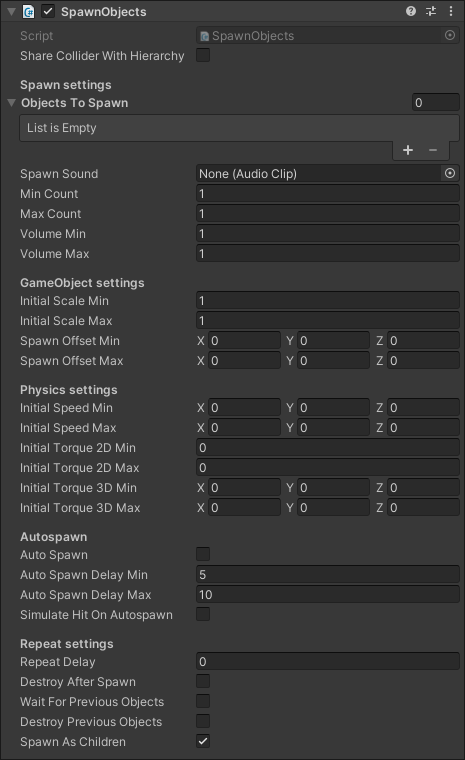 SpawnObjects
Script SpawnObjects
Share Collider With Hierarchy
Spawn settings
Objects To Spawn 0
List is Empty
+ −
Spawn Sound None (Audio Clip)
Min Count 1
Max Count 1
Volume Min 1
Volume Max 1
GameObject settings
Initial Scale Min 1
Initial Scale Max 1
Spawn Offset Min X 0 Y 0 Z 0
Spawn Offset Max X 0 Y 0 Z 0
Physics settings
Initial Speed Min X 0 Y 0 Z 0
Initial Speed Max X 0 Y 0 Z 0
Initial Torque 2D Min 0
Initial Torque 2D Max 0
Initial Torque 3D Min X 0 Y 0 Z 0
Initial Torque 3D Max X 0 Y 0 Z 0
Autospawn
Auto Spawn
Auto Spawn Delay Min 5
Auto Spawn Delay Max 10
Simulate Hit On Autospawn
Repeat settings
Repeat Delay 0
Destroy After Spawn
Wait For Previous Objects
Destroy Previous Objects
Spawn As Children